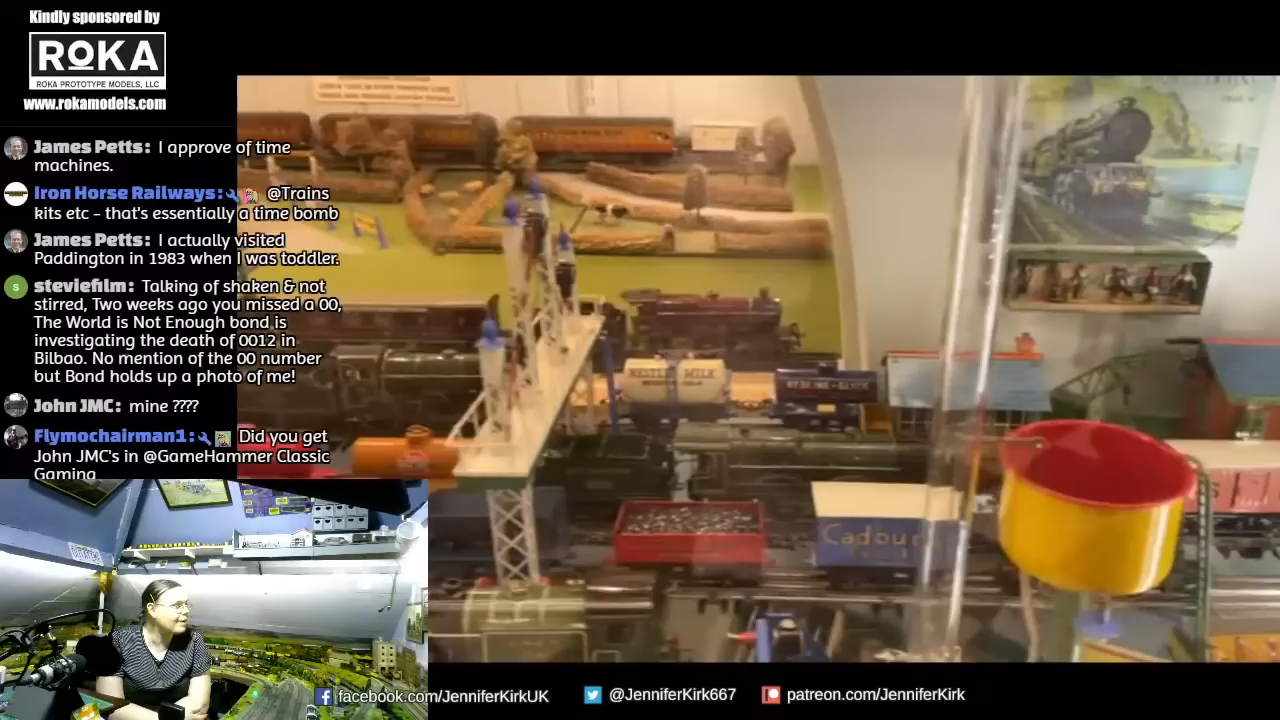 Kindly sponsored by
ROKA
ROKA PROTOTYPE MODELS, LLC
www.rokamodels.com
James Petts: I approve of time
machines.
Iron Horse Railways: @Trains
kits etc - that's essentially a time bomb
James Petts: I actually visited
Paddington in 1983 when I was toddler.
steviefilm: Talking of shaken & not
stirred, Two weeks ago you missed a 00,
The World is Not Enough bond is
investigating the death of 0012 in
Bilbao. No mention of the 00 number
but Bond holds up a photo of me!
John JMC: mine ????
Flymochairman1: Did you get
John JMC's in @GameHammer Classic
Gaming
S
NESTLE'S MILK
REDLINE-GLICO
Cadbury
facebook.com/JenniferKirkUK
@JenniferKirk667
patreon.com/JenniferKirk